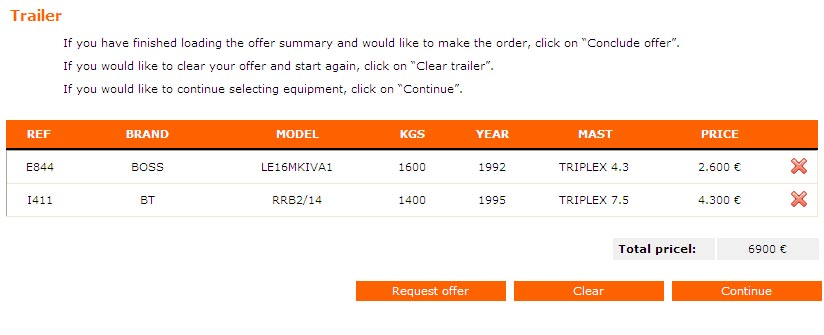 Trailer
If you have finished loading the offer summary and would like to make the order, click on “Conclude offer”.
If you would like to clear your offer and start again, click on “Clear trailer”.
If you would like to continue selecting equipment, click on “Continue”.
REF BRAND MODEL KGS YEAR MAST PRICE
E844 BOSS LE16MKIVA1 1600 1992 TRIPLEX 4.3 2.600 €
I411 BT RRB2/14 1400 1995 TRIPLEX 7.5 4.300 €
Total pricel: 6900 €
Request offer Clear Continue